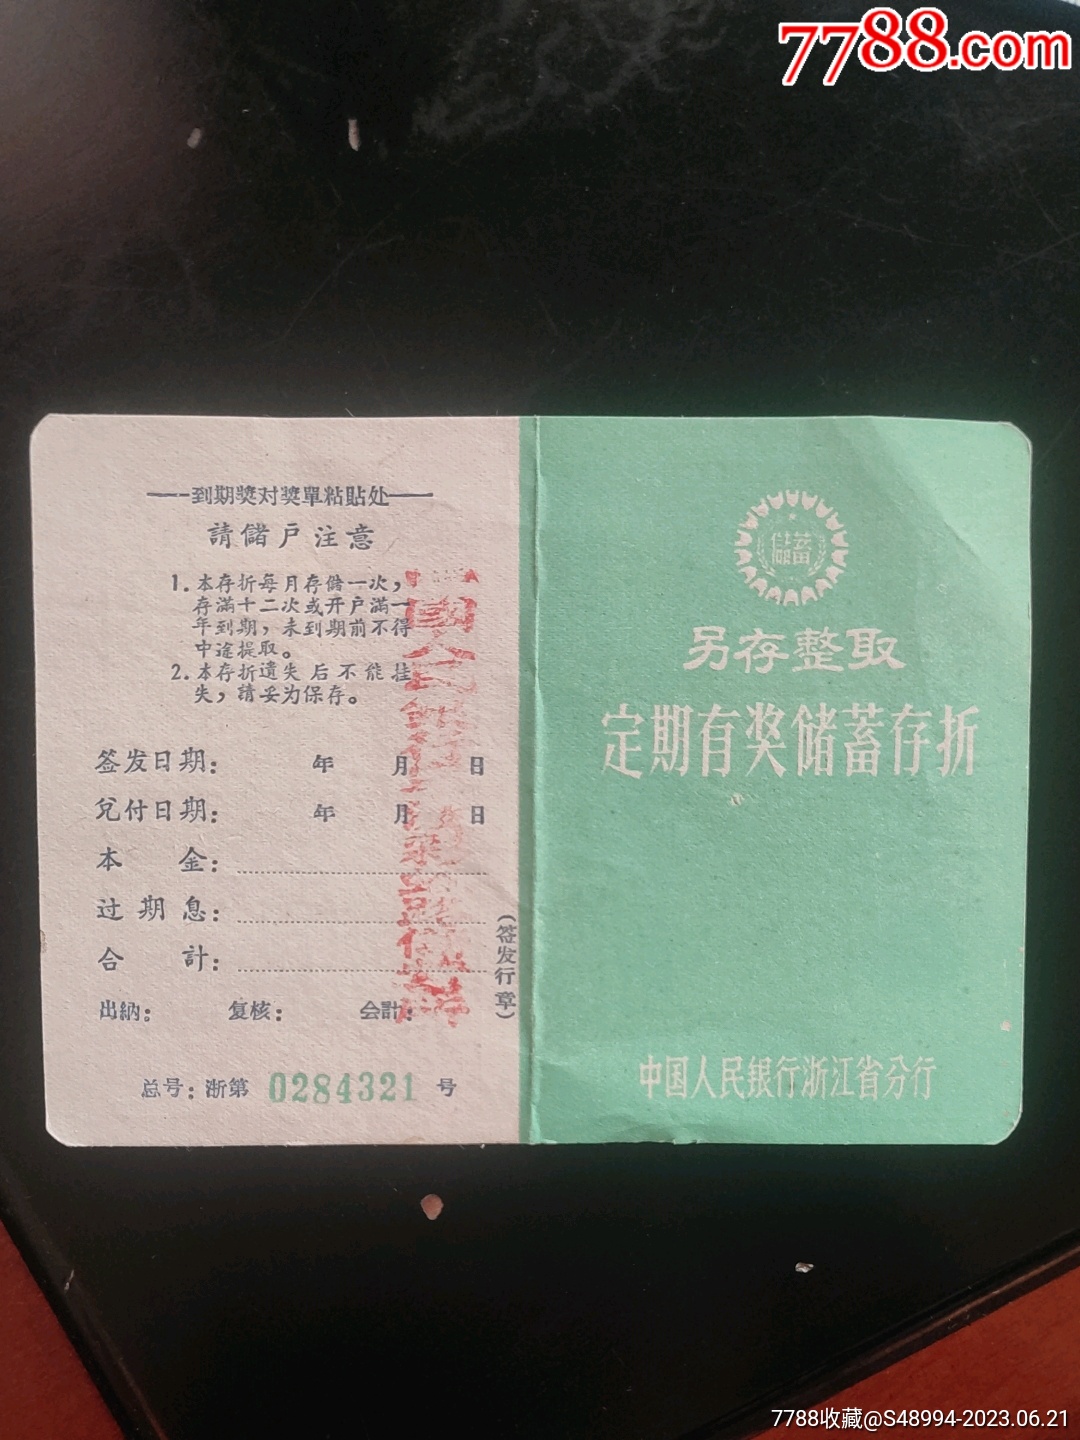 7788.com
到期獎对奬單粘貼处
請儲戶注意
1.本存折每月存储一次，
存滿十二次或开戶滿一
年到期，未到期前不得
中途提取。
2.本存折遺失后不能挂
失，請妥为保存。
签发日期： 年 月 日
兌付日期： 年 月 日
本 金：
过期息：
合 計：
(签发行章)
出納： 复核： 会計：
总号：浙第 0284321 号
儲蓄
另存整取
定期有奖储蓄存折
中国人民银行浙江省分行
7788收藏@S48994-2023.06.21